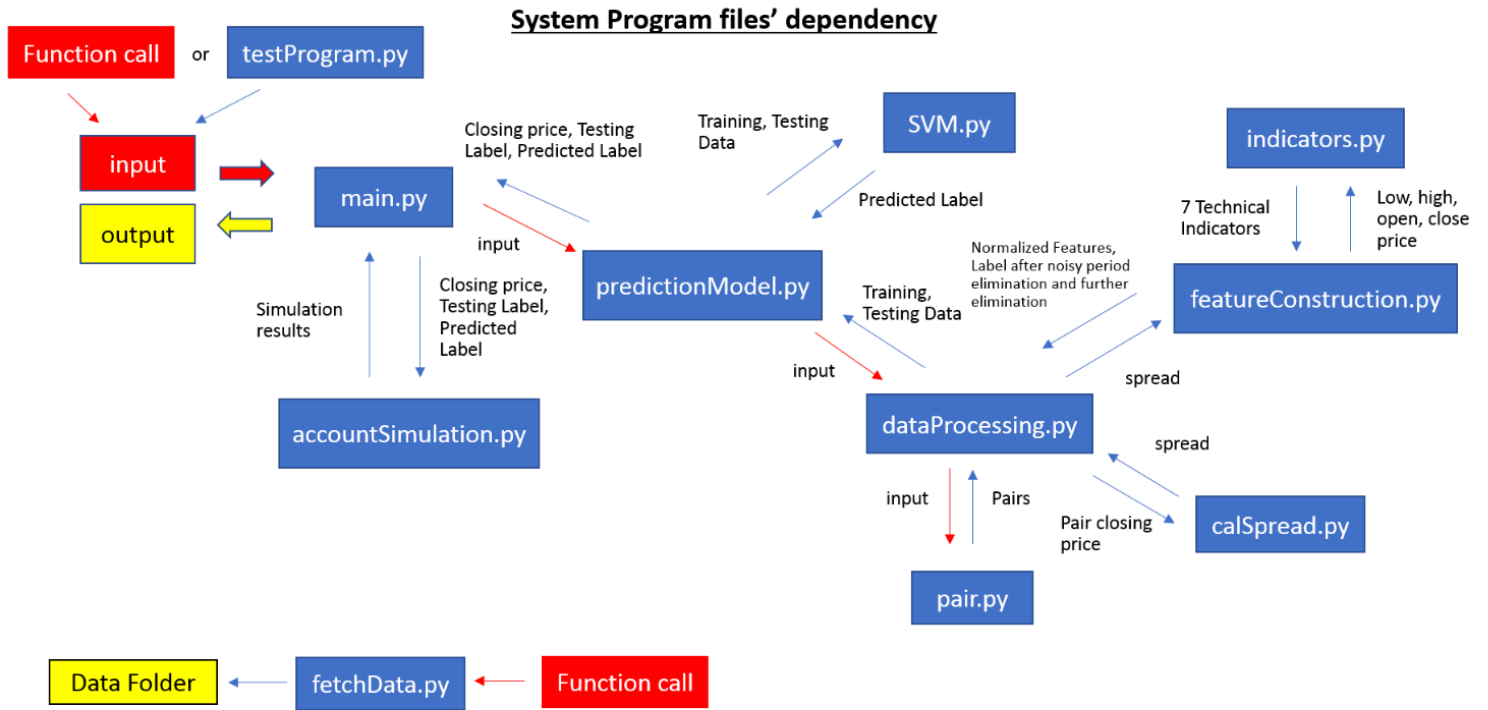 System Program files’ dependency
Function call
or
testProgram.py
input
output
main.py
Closing price, Testing
Label, Predicted Label
input
Training, Testing
Data
SVM.py
Predicted Label
indicators.py
7 Technical
Indicators
Low, high,
open, close
price
predictionModel.py
Normalized Features,
Label after noisy period
elimination and further
elimination
featureConstruction.py
Simulation
results
Closing price,
Testing Label,
Predicted
Label
Training,
Testing Data
input
spread
accountSimulation.py
dataProcessing.py
spread
input
Pairs
Pair closing
price
calSpread.py
pair.py
Data Folder
fetchData.py
Function call